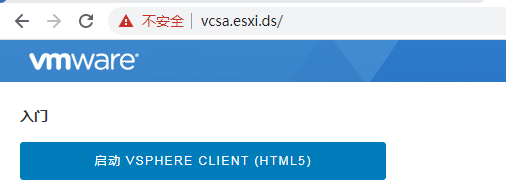 不安全 vcsa.esxi.ds/
vmware®
入门
启动 VSPHERE CLIENT (HTML5)